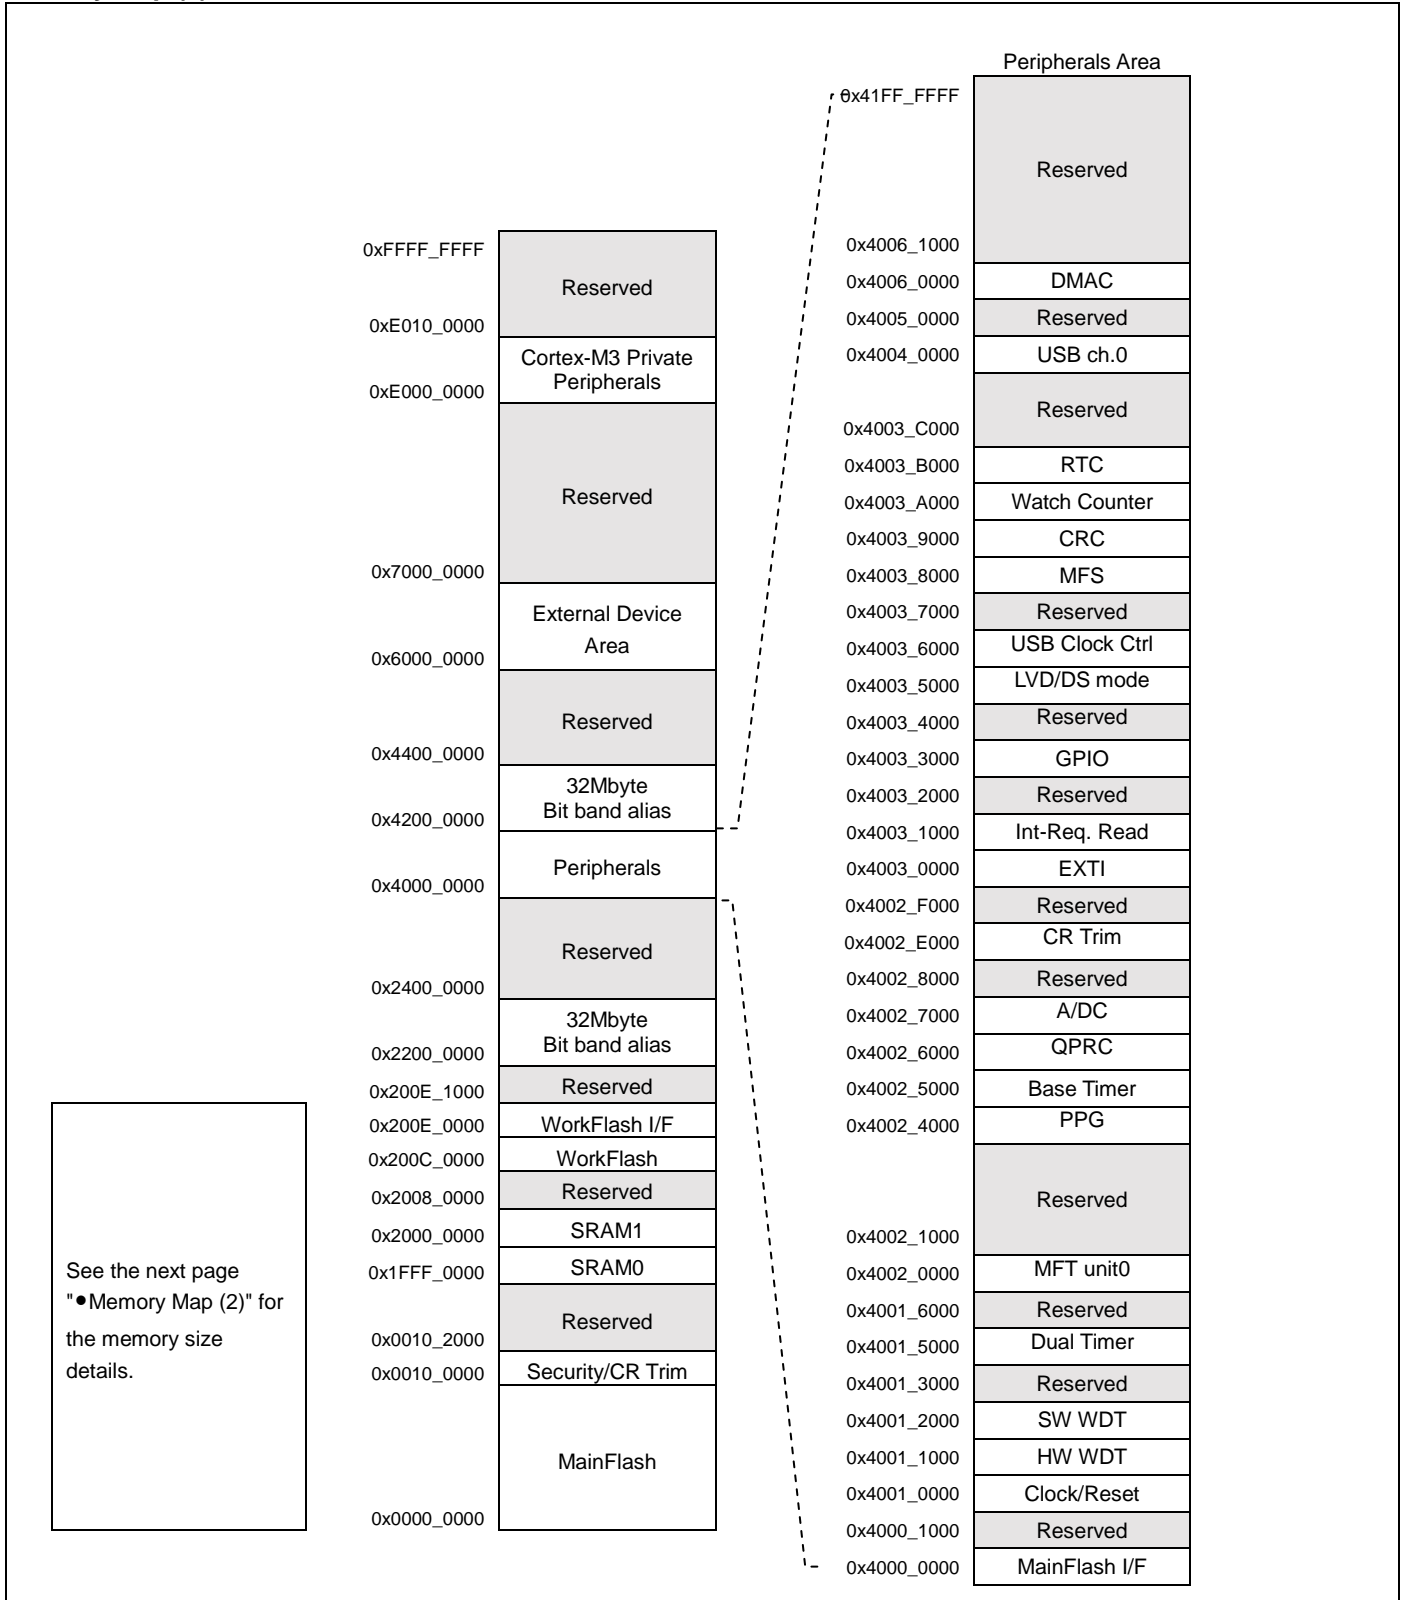 Peripherals Area
0x41FF_FFFF
Reserved
0x4006_1000
0x4006_0000 DMAC
0x4005_0000 Reserved
0x4004_0000 USB ch.0
Reserved
0x4003_C000
0x4003_B000 RTC
0x4003_A000 Watch Counter
0x4003_9000 CRC
0x4003_8000 MFS
0x4003_7000 Reserved
0x4003_6000 USB Clock Ctrl
0x4003_5000 LVD/DS mode
0x4003_4000 Reserved
0x4003_3000 GPIO
0x4003_2000 Reserved
0x4003_1000 Int-Req. Read
0x4003_0000 EXTI
0x4002_F000 Reserved
0x4002_E000 CR Trim
0x4002_8000 Reserved
0x4002_7000 A/DC
0x4002_6000 QPRC
0x4002_5000 Base Timer
0x4002_4000 PPG
Reserved
0x4002_1000
0x4002_0000 MFT unit0
0x4001_6000 Reserved
0x4001_5000 Dual Timer
0x4001_3000 Reserved
0x4001_2000 SW WDT
0x4001_1000 HW WDT
0x4001_0000 Clock/Reset
0x4000_1000 Reserved
0x4000_0000 MainFlash I/F
0xFFFF_FFFF
Reserved
0xE010_0000
Cortex-M3 Private
Peripherals
0xE000_0000
Reserved
0x7000_0000
External Device
Area
0x6000_0000
Reserved
0x4400_0000
32Mbyte
Bit band alias
0x4200_0000
Peripherals
0x4000_0000
Reserved
0x2400_0000
32Mbyte
Bit band alias
0x2200_0000
0x200E_1000 Reserved
0x200E_0000 WorkFlash I/F
0x200C_0000 WorkFlash
0x2008_0000 Reserved
0x2000_0000 SRAM1
0x1FFF_0000 SRAM0
Reserved
0x0010_2000
0x0010_0000 Security/CR Trim
MainFlash
0x0000_0000
See the next page
"●Memory Map (2)" for
the memory size
details.